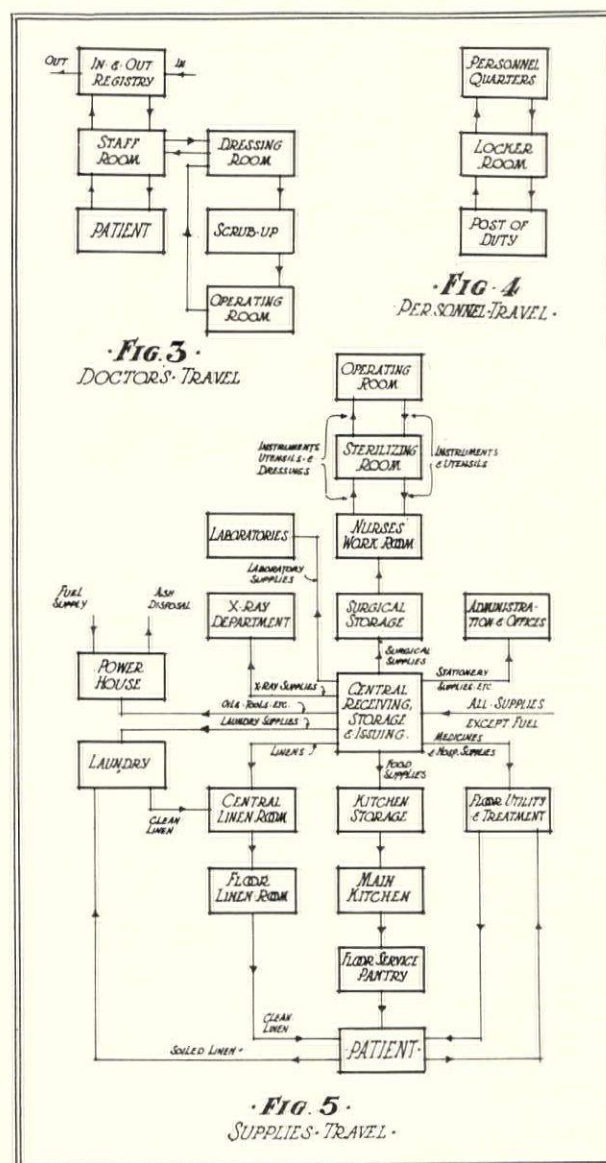 OUT
IN & OUT
REGISTRY
IN
STAFF
ROOM
DRESSING
ROOM
PATIENT
SCRUB-UP
OPERATING
ROOM
·FIG. 3·
DOCTORS·TRAVEL
PERSONNEL
QUARTERS
LOCKER
ROOM
POST OF
DUTY
·FIG·4·
PERSONNEL·TRAVEL·
OPERATING
ROOM
INSTRUMENTS
UTENSILS·&
DRESSINGS
STERILIZING
ROOM
INSTRUMENTS
& UTENSILS
NURSES'
WORK ROOM
LABORATORIES
LABORATORY
SUPPLIES
FUEL
SUPPLY
ASH
DISPOSAL
X-RAY
DEPARTMENT
SURGICAL
STORAGE
ADMINISTRA-
TION & OFFICES
SURGICAL
SUPPLIES
POWER
HOUSE
X-RAY SUPPLIES
CENTRAL
RECEIVING,
STORAGE
& ISSUING.
STATIONERY
SUPPLIES·ETC.
OILS·TOOLS·ETC.
ALL·SUPPLIES
EXCEPT FUEL
LAUNDRY SUPPLIES
LAUNDRY
LINENS
FOOD
SUPPLIES
MEDICINES
& HOSP. SUPPLIES
CLEAN
LINEN
CENTRAL
LINEN ROOM
KITCHEN
STORAGE
FLOOR UTILITY
& TREATMENT
FLOOR
LINEN·ROOM
MAIN
KITCHEN
FLOOR SERVICE
PANTRY
CLEAN
LINEN
SOILED LINEN·
·PATIENT·
·FIG. 5·
SUPPLIES·TRAVEL·